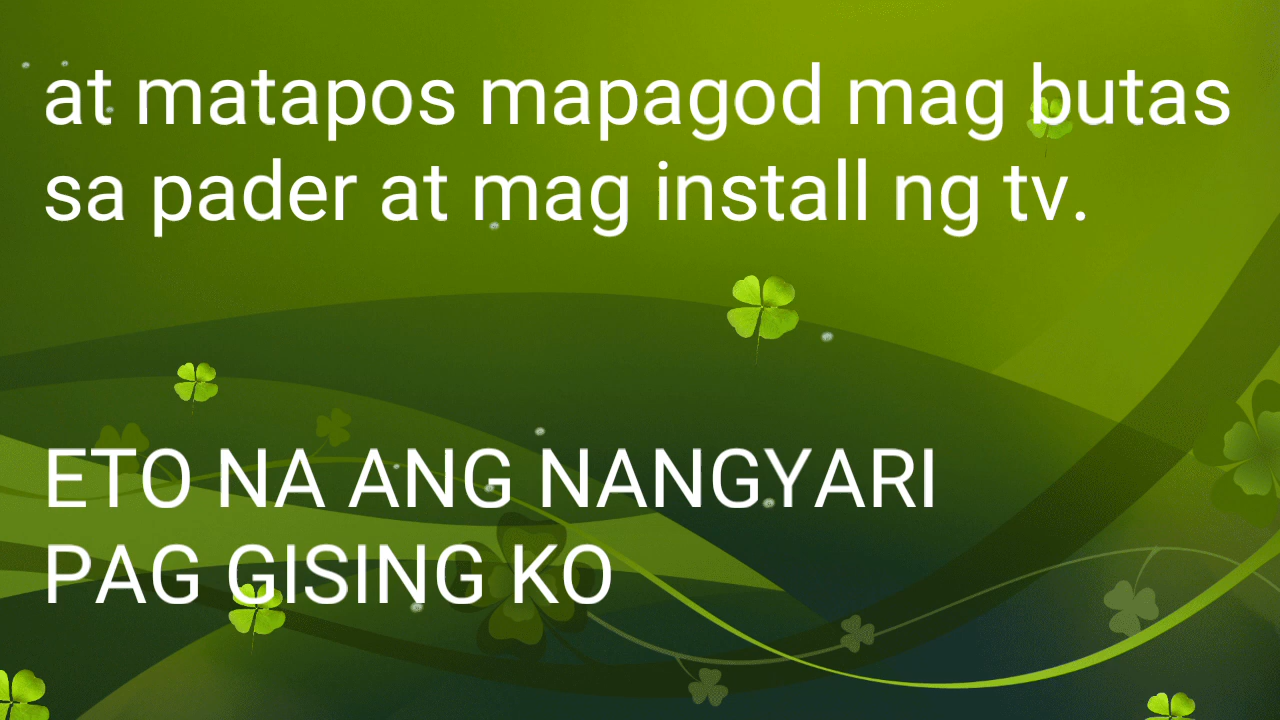 at matapos mapagod mag butas
sa pader at mag install ng tv.
ETO NA ANG NANGYARI
PAG GISING KO